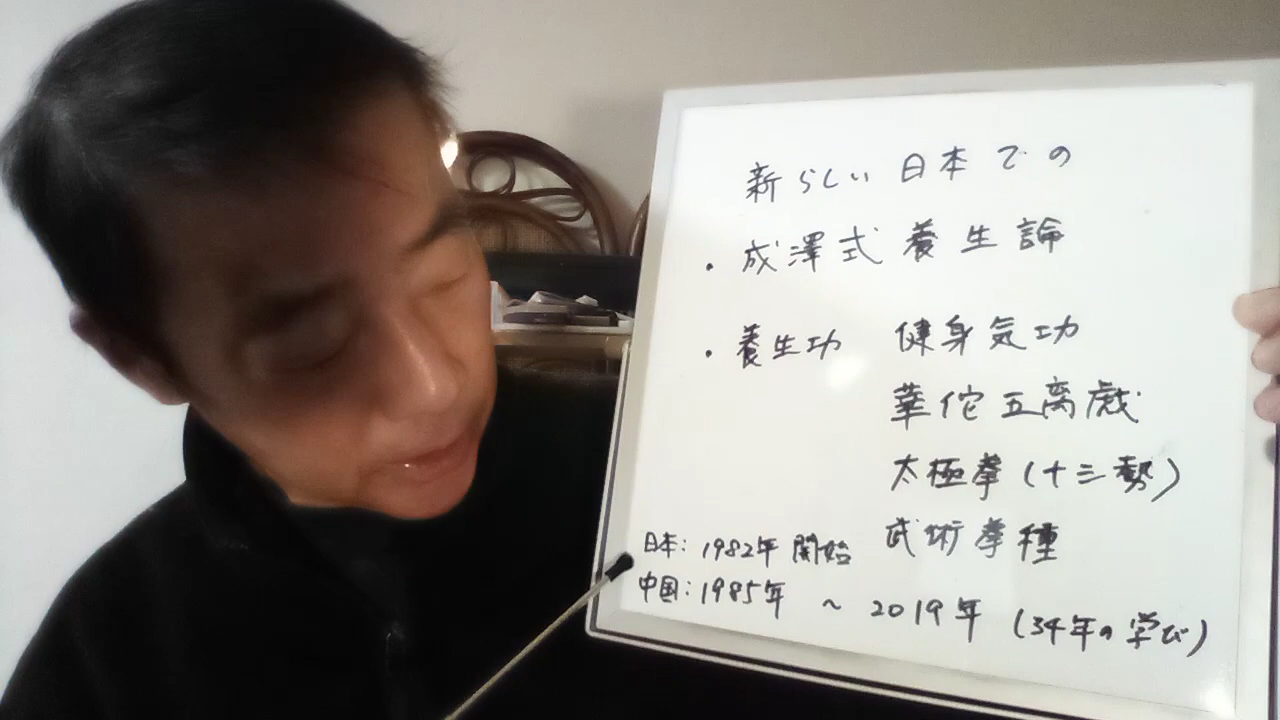 新らしい日本での
・成澤式養生論
・養生功 健身気功
華佗五禽戯
太極拳(十三勢)
武術拳種
日本:1982年開始
中国:1985年 ~ 2019年 (34年の学び)